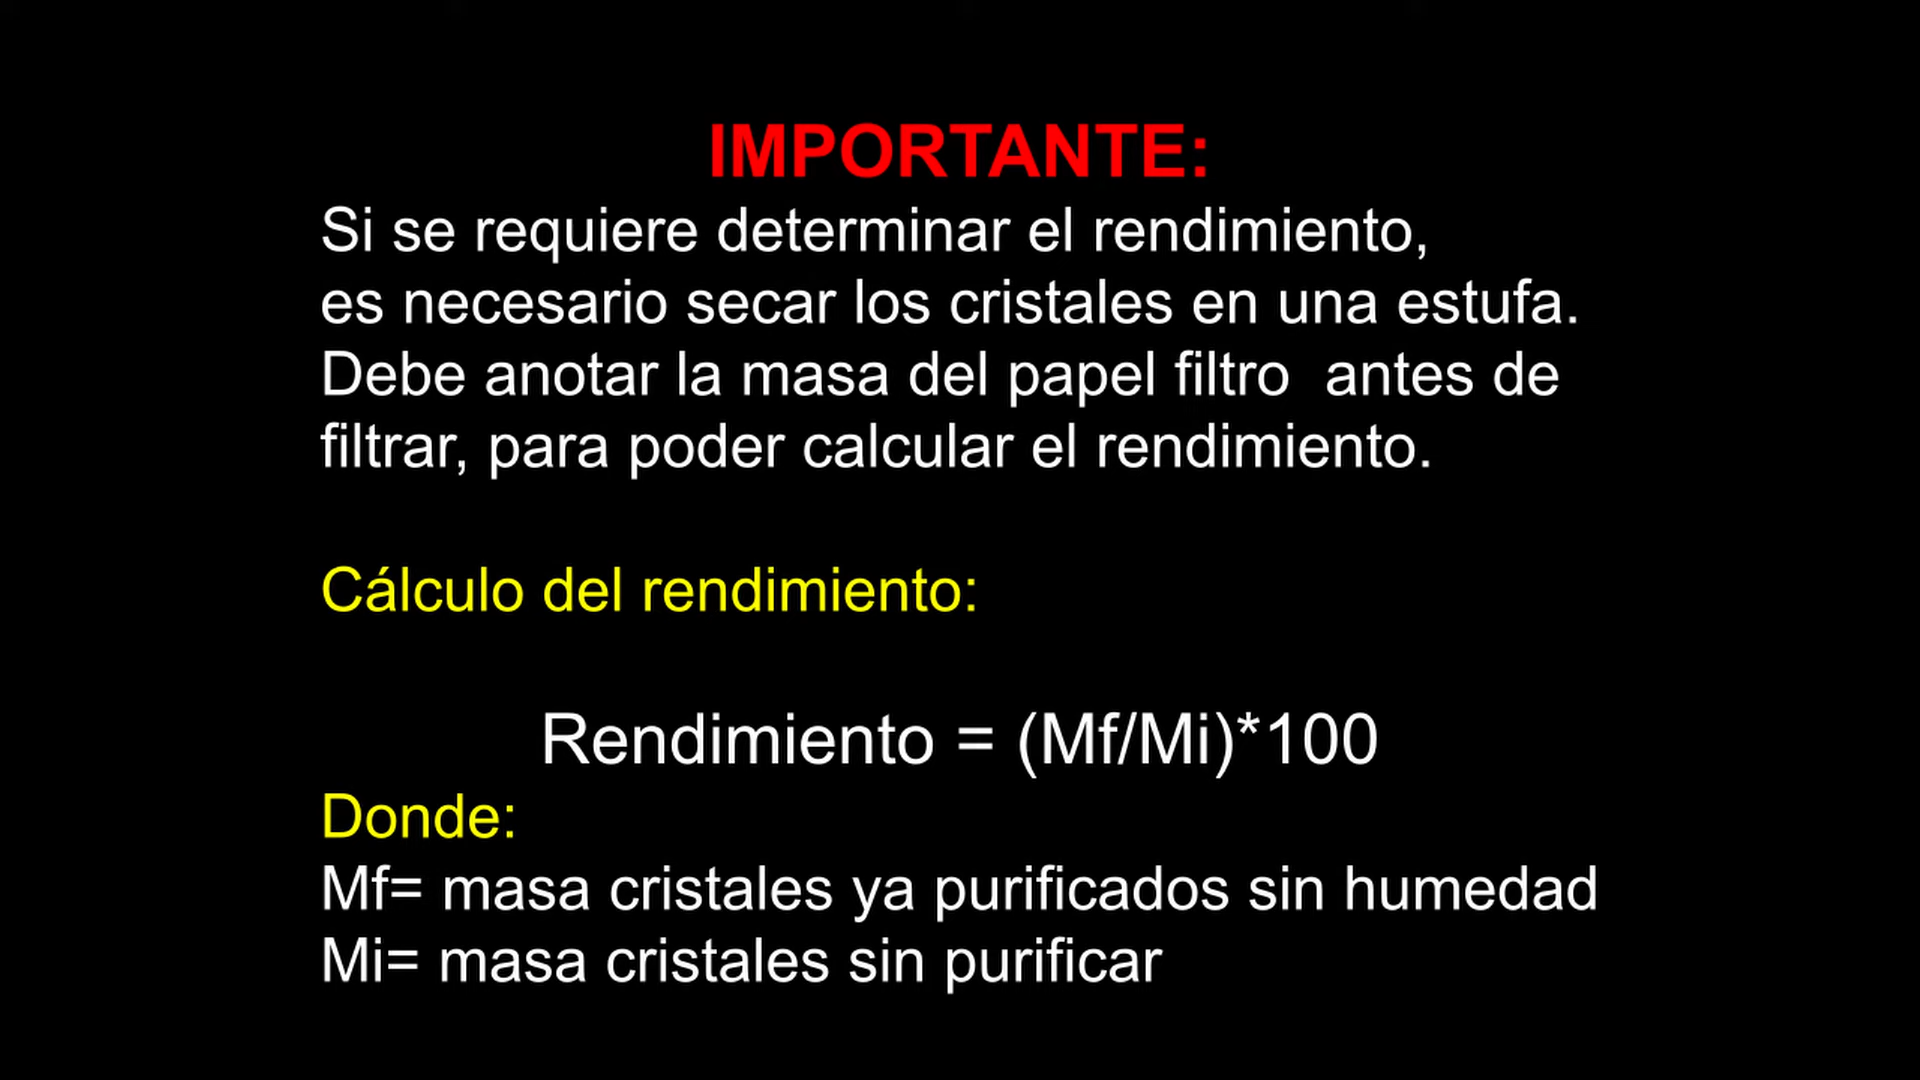 IMPORTANTE:
Si se requiere determinar el rendimiento,
es necesario secar los cristales en una estufa.
Debe anotar la masa del papel filtro  antes de
filtrar, para poder calcular el rendimiento.
Cálculo del rendimiento:
Rendimiento = (Mf/Mi)*100
Donde:
Mf= masa cristales ya purificados sin humedad
Mi= masa cristales sin purificar